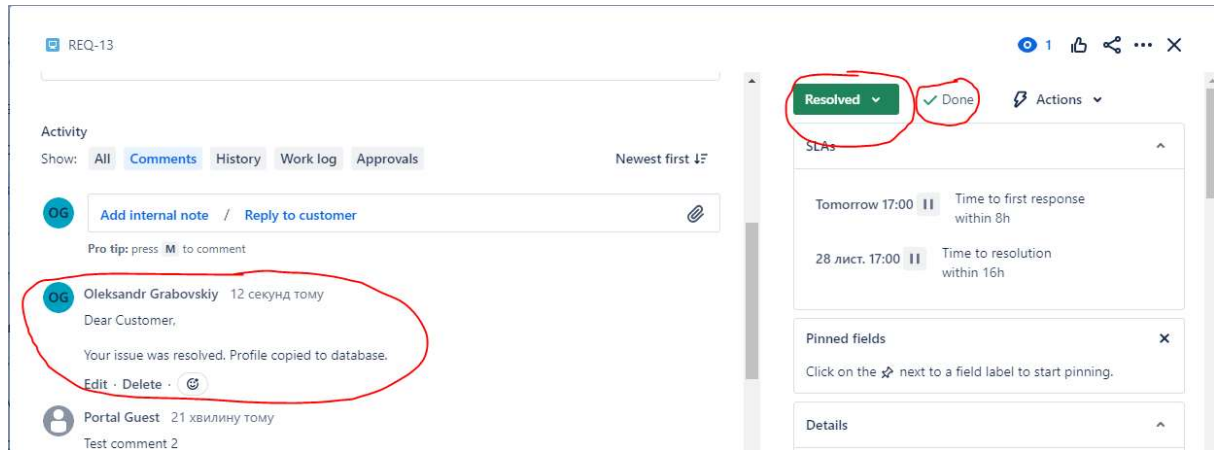 REQ-13
1
Activity
Show: All Comments History Work log Approvals Newest first
OG Add internal note / Reply to customer
Pro tip: press M to comment
OG Oleksandr Grabovskiy 12 секунд тому
Dear Customer,
Your issue was resolved. Profile copied to database.
Edit · Delete ·
Portal Guest 21 хвилину тому
Test comment 2
Resolved Done Actions
SLAs
Tomorrow 17:00 Time to first response
within 8h
28 лист. 17:00 Time to resolution
within 16h
Pinned fields
Click on the next to a field label to start pinning.
Details